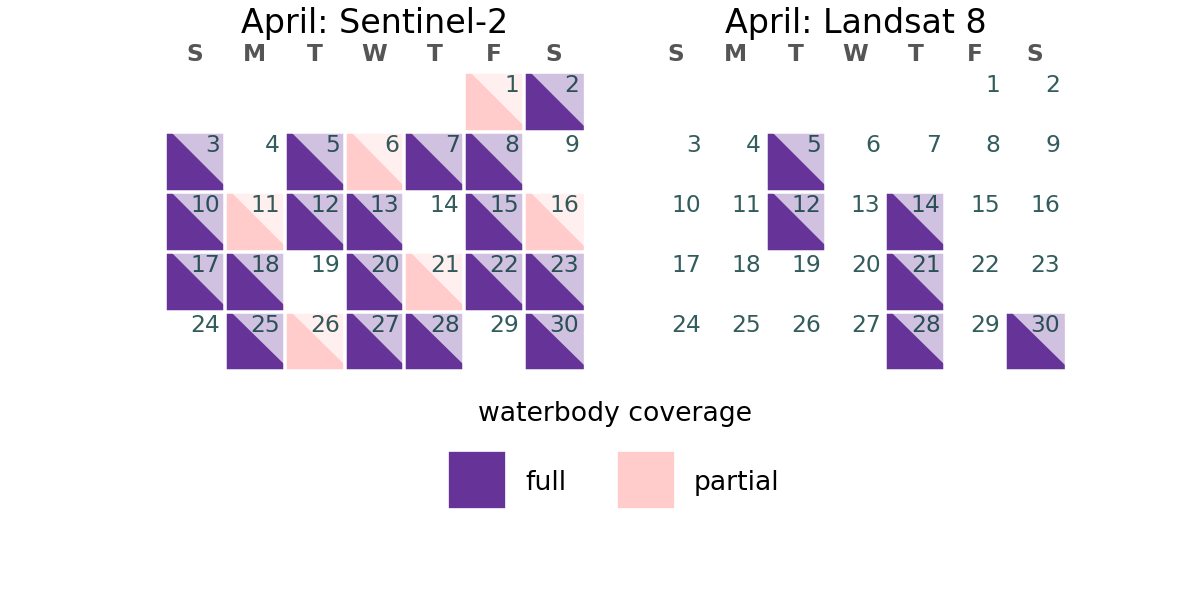 April: Sentinel-2
S M T W T F S
1 2
3 4 5 6 7 8 9
10 11 12 13 14 15 16
17 18 19 20 21 22 23
24 25 26 27 28 29 30
April: Landsat 8
S M T W T F S
1 2
3 4 5 6 7 8 9
10 11 12 13 14 15 16
17 18 19 20 21 22 23
24 25 26 27 28 29 30
waterbody coverage
full partial